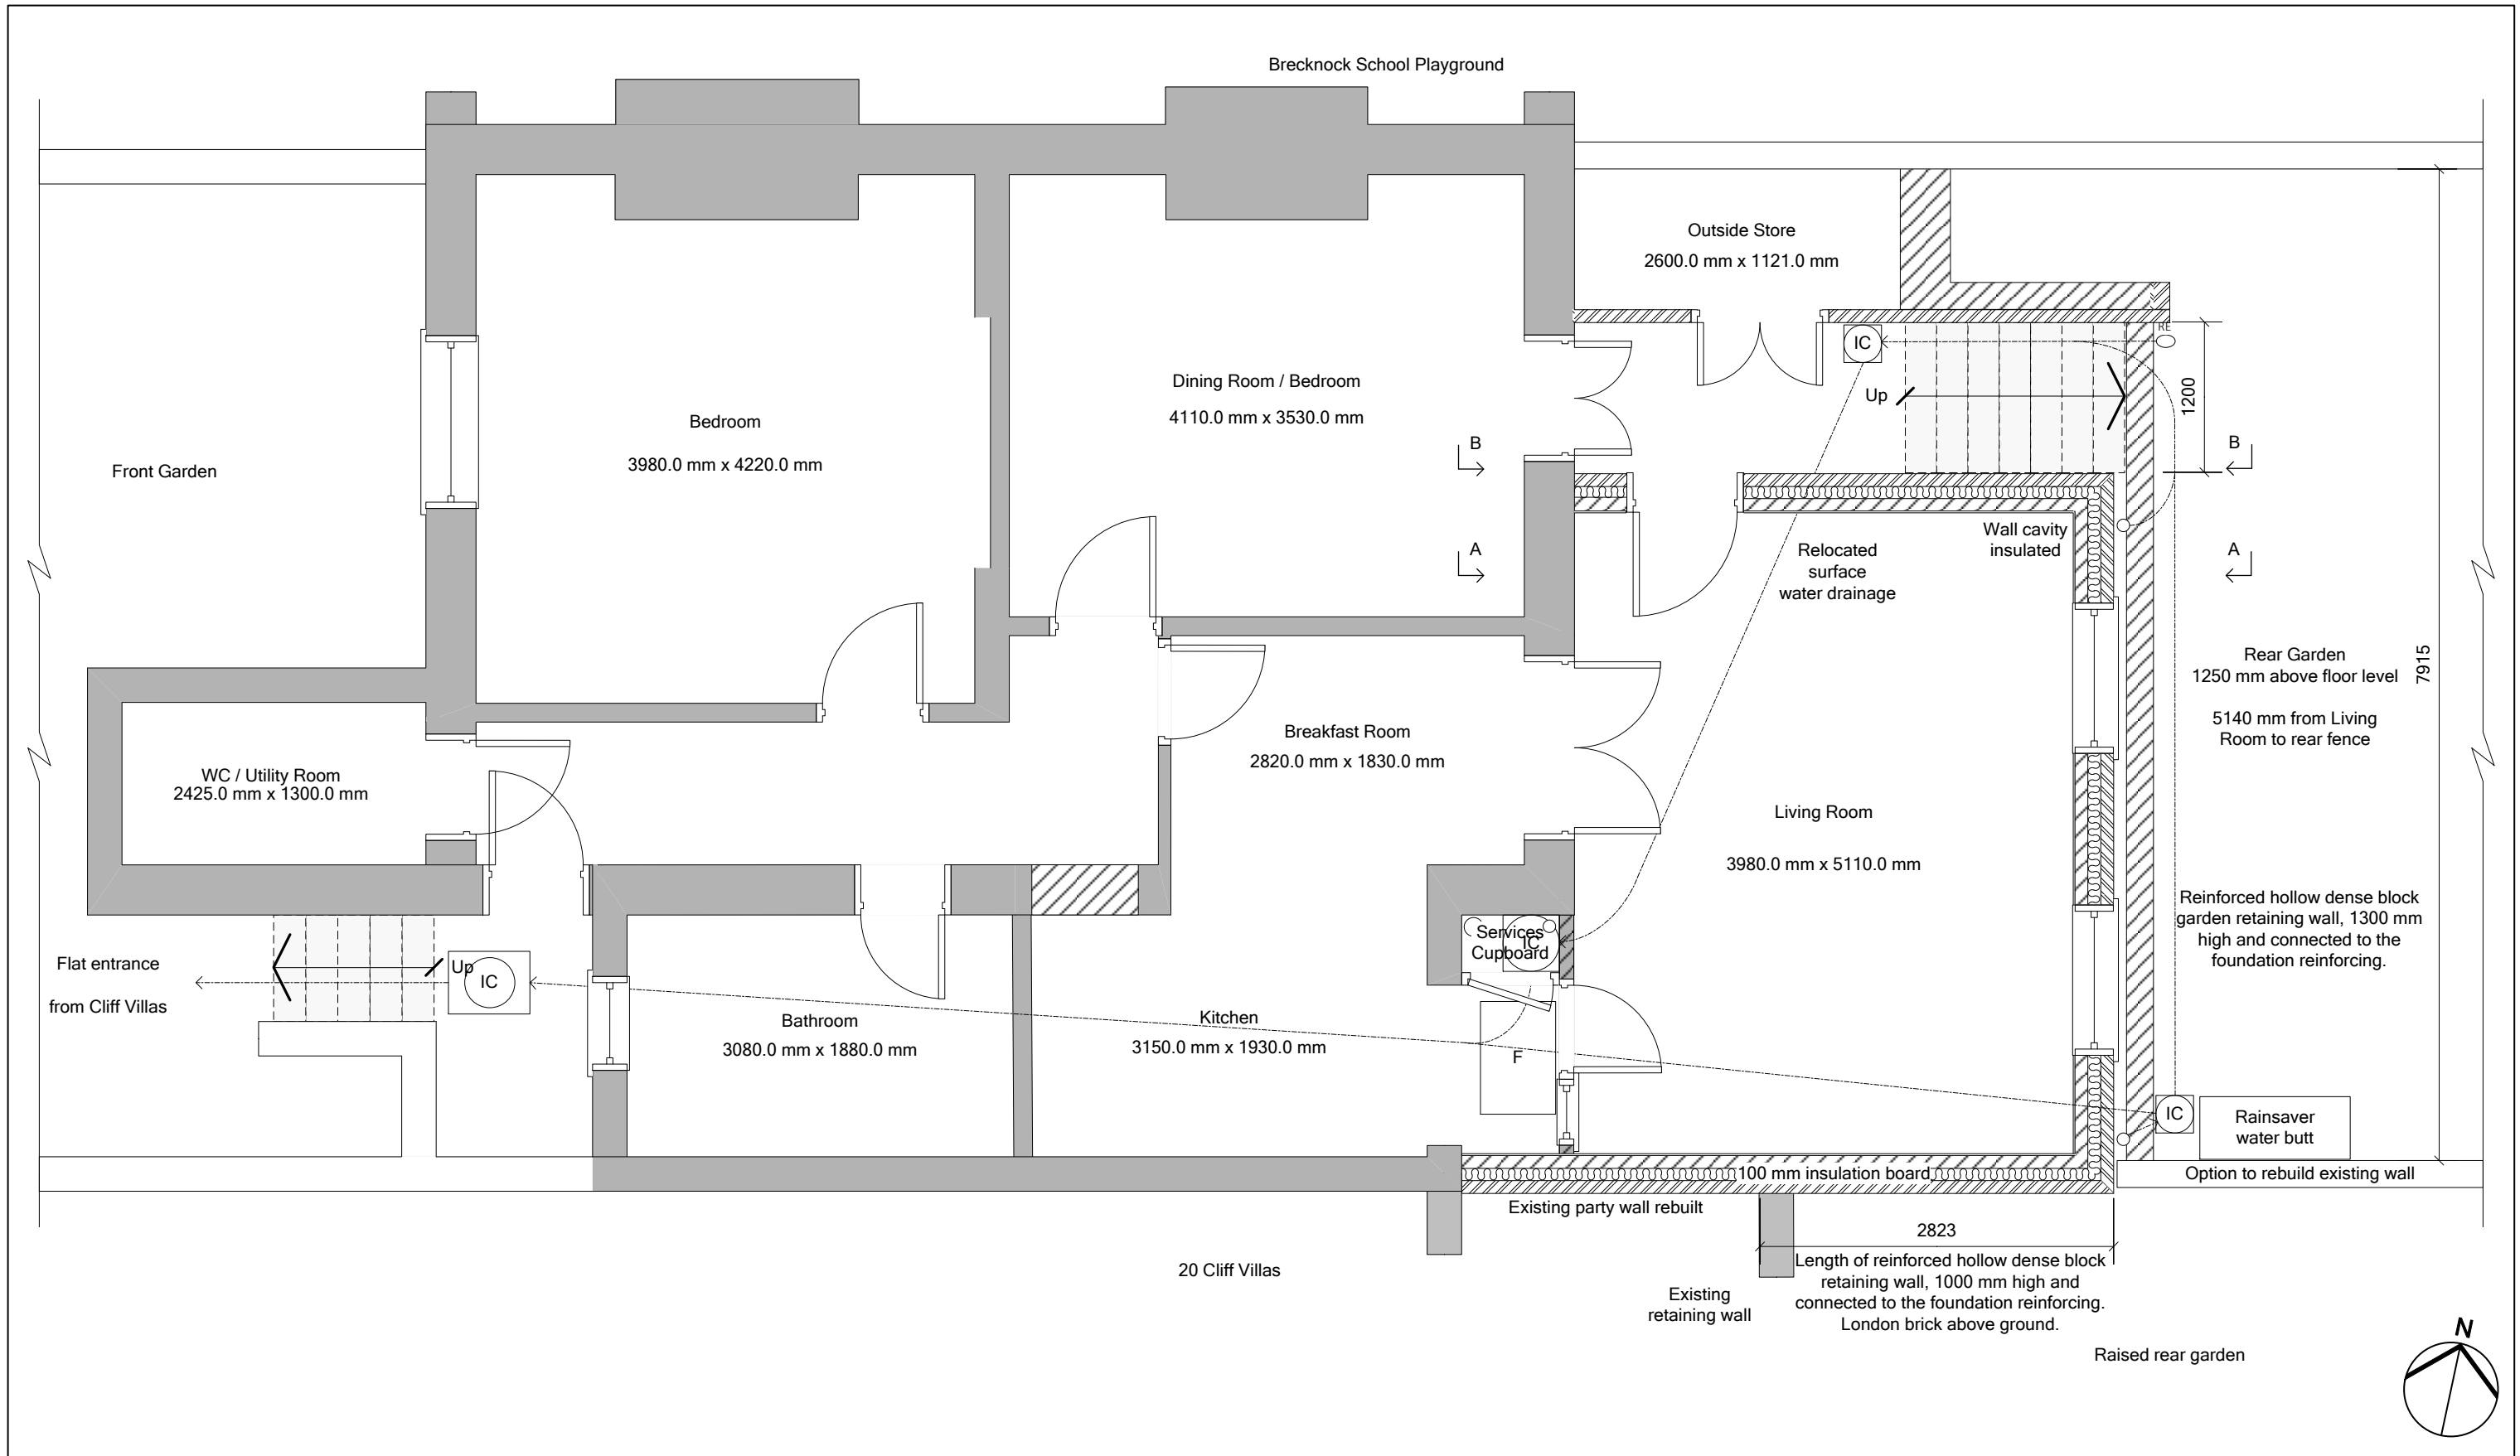 Brecknock School Playground
Outside Store
2600.0 mm x 1121.0 mm
RE
IC
Up
1200
Dining Room / Bedroom
4110.0 mm x 3530.0 mm
Bedroom
3980.0 mm x 4220.0 mm
Front Garden
B
B
A
A
Wall cavity
insulated
Relocated
surface
water drainage
Rear Garden
1250 mm above floor level
5140 mm from Living
Room to rear fence
7915
Breakfast Room
2820.0 mm x 1830.0 mm
WC / Utility Room
2425.0 mm x 1300.0 mm
Living Room
3980.0 mm x 5110.0 mm
Reinforced hollow dense block
garden retaining wall, 1300 mm
high and connected to the
foundation reinforcing.
Services
Cupboard
IC
Flat entrance
from Cliff Villas
Up
IC
Bathroom
3080.0 mm x 1880.0 mm
Kitchen
3150.0 mm x 1930.0 mm
F
IC
Rainsaver
water butt
100 mm insulation board
Option to rebuild existing wall
Existing party wall rebuilt
2823
20 Cliff Villas
Length of reinforced hollow dense block
retaining wall, 1000 mm high and
connected to the foundation reinforcing.
London brick above ground.
Existing
retaining wall
Raised rear garden
N